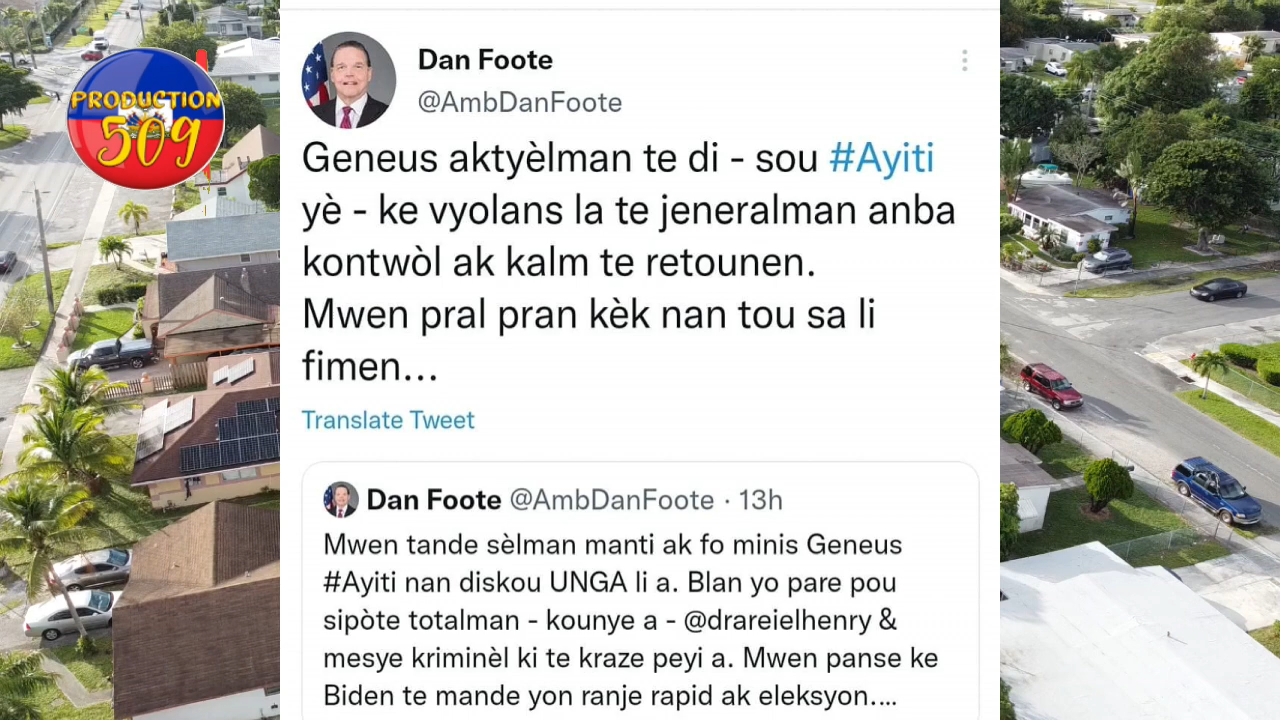 PRODUCTION
509
Dan Foote
@AmbDanFoote
Geneus aktyèlman te di - sou #Ayiti
yè - ke vyolans la te jeneralman anba
kontwòl ak kalm te retounen.
Mwen pral pran kèk nan tou sa li
fimen...
Translate Tweet
Dan Foote @AmbDanFoote · 13h
Mwen tande sèlman manti ak fo minis Geneus
#Ayiti nan diskou UNGA li a. Blan yo pare pou
sipòte totalman - kounye a - @drareielhenry &
mesye kriminèl ki te kraze peyi a. Mwen panse ke
Biden te mande yon ranje rapid ak eleksyon....